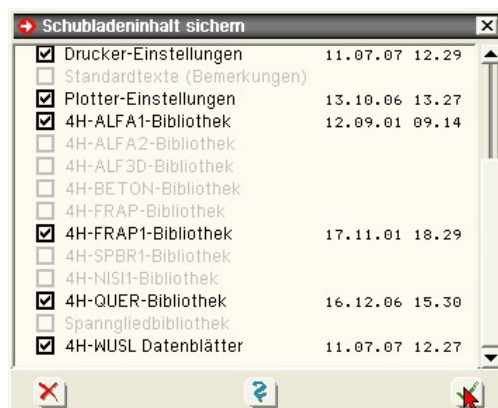 Schubladeninhalt sichern
Drucker-Einstellungen 11.07.07 12.29
Standardtexte (Bemerkungen)
Plotter-Einstellungen 13.10.06 13.27
4H-ALFA1-Bibliothek 12.09.01 09.14
4H-ALFA2-Bibliothek
4H-ALF3D-Bibliothek
4H-BETON-Bibliothek
4H-FRAP-Bibliothek
4H-FRAP1-Bibliothek 17.11.01 18.29
4H-SPBR1-Bibliothek
4H-NISI1-Bibliothek
4H-QUER-Bibliothek 16.12.06 15.30
Spanngliedbibliothek
4H-WUSL Datenblätter 11.07.07 12.27